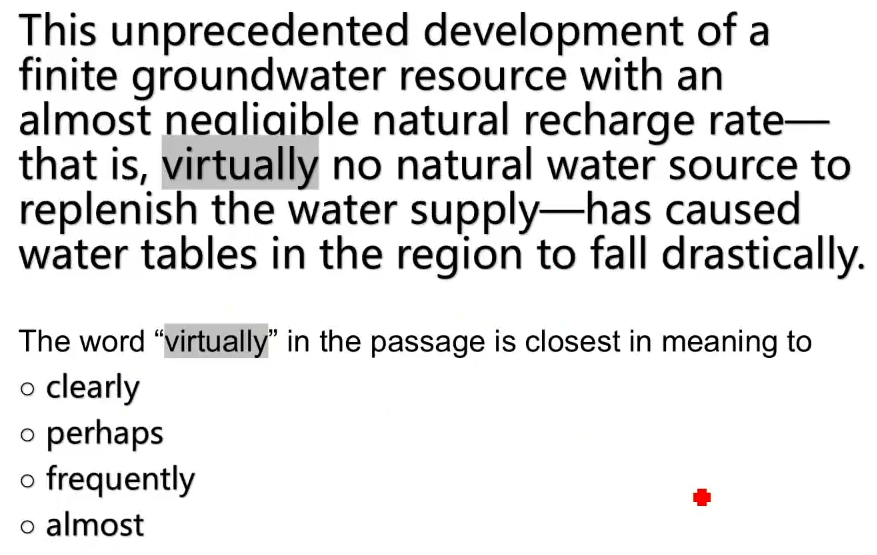 This unprecedented development of a
finite groundwater resource with an
almost negligible natural recharge rate—
that is, virtually no natural water source to
replenish the water supply—has caused
water tables in the region to fall drastically.
The word “virtually” in the passage is closest in meaning to
○ clearly
○ perhaps
○ frequently
○ almost